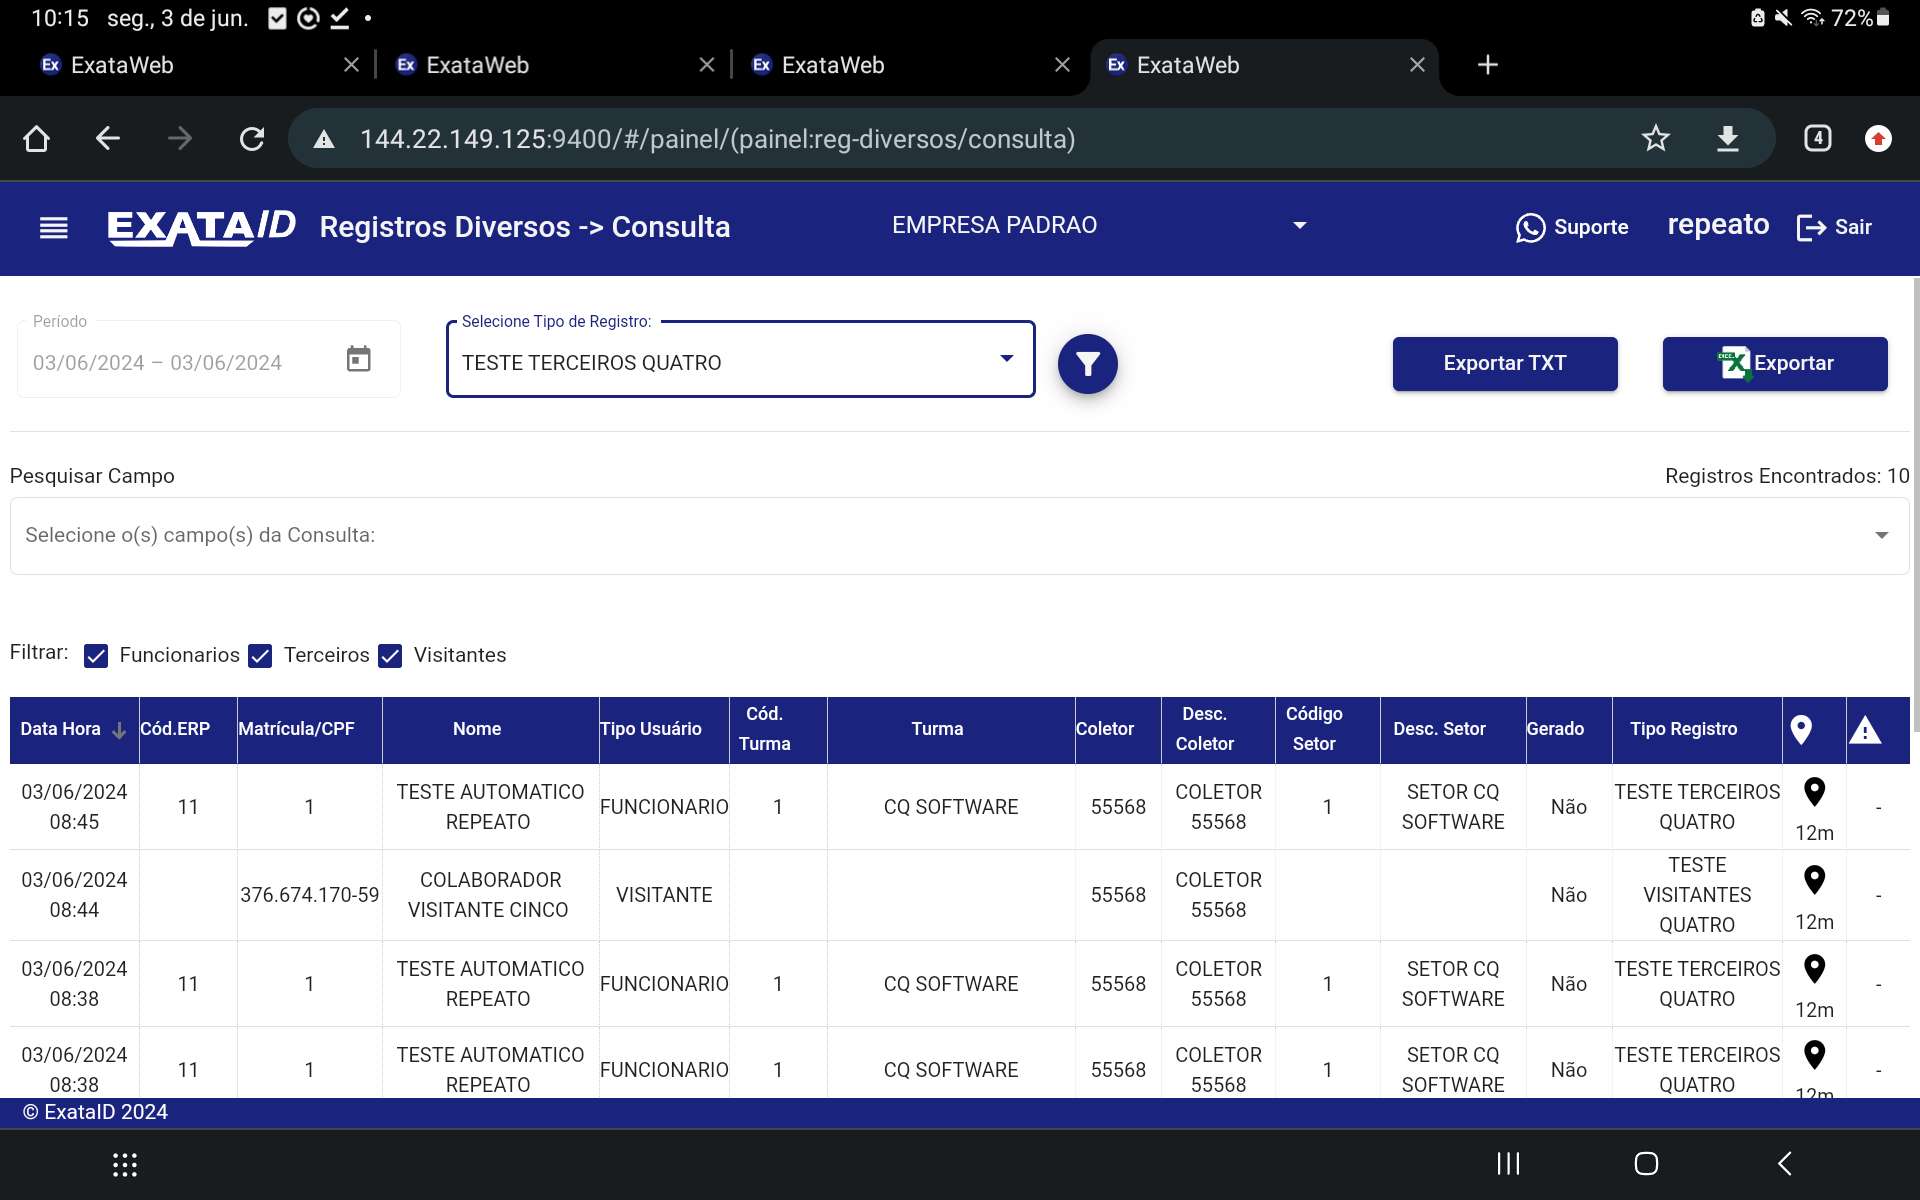 10:15 seg., 3 de jun. 72%
Ex ExataWeb Ex ExataWeb Ex ExataWeb Ex ExataWeb
144.22.149.125:9400/#/painel/(painel:reg-diversos/consulta) 4
EXATAID Registros Diversos -> Consulta EMPRESA PADRAO Suporte repeato Sair
Período
03/06/2024 – 03/06/2024
Selecione Tipo de Registro:
TESTE TERCEIROS QUATRO
Exportar TXT
Exportar
Pesquisar Campo
Registros Encontrados: 10
Selecione o(s) campo(s) da Consulta:
Filtrar: Funcionarios Terceiros Visitantes
Data Hora Cód.ERP Matrícula/CPF Nome Tipo Usuário Cód. Turma Turma Coletor Desc. Coletor Código Setor Desc. Setor Gerado Tipo Registro
03/06/2024 08:45 11 1 TESTE AUTOMATICO REPEATO FUNCIONARIO 1 CQ SOFTWARE 55568 COLETOR 55568 1 SETOR CQ SOFTWARE Não TESTE TERCEIROS QUATRO 12m -
03/06/2024 08:44 376.674.170-59 COLABORADOR VISITANTE CINCO VISITANTE 55568 COLETOR 55568 Não TESTE VISITANTES QUATRO 12m -
03/06/2024 08:38 11 1 TESTE AUTOMATICO REPEATO FUNCIONARIO 1 CQ SOFTWARE 55568 COLETOR 55568 1 SETOR CQ SOFTWARE Não TESTE TERCEIROS QUATRO 12m -
03/06/2024 08:38 11 1 TESTE AUTOMATICO REPEATO FUNCIONARIO 1 CQ SOFTWARE 55568 COLETOR 55568 1 SETOR CQ SOFTWARE Não TESTE TERCEIROS QUATRO 12m -
© ExataID 2024